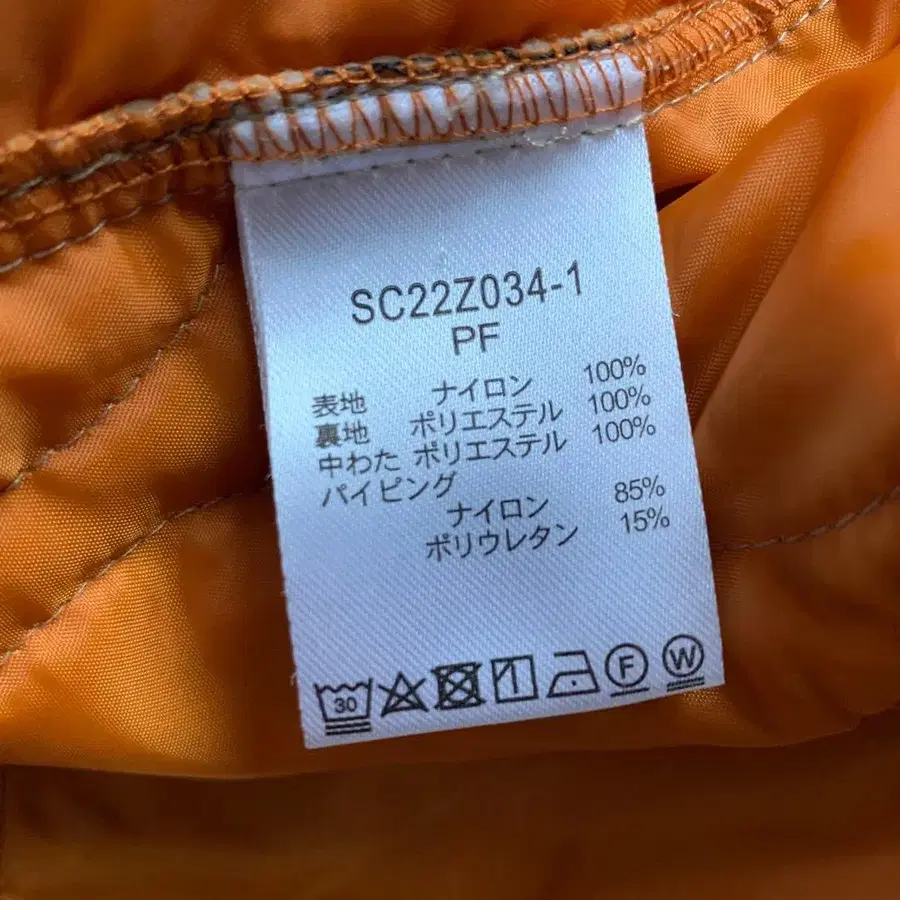 SC22Z034-1
PF
表地 ナイロン 100%
裏地 ポリエステル 100%
中わた ポリエステル 100%
パイピング
ナイロン 85%
ポリウレタン 15%
30 F W